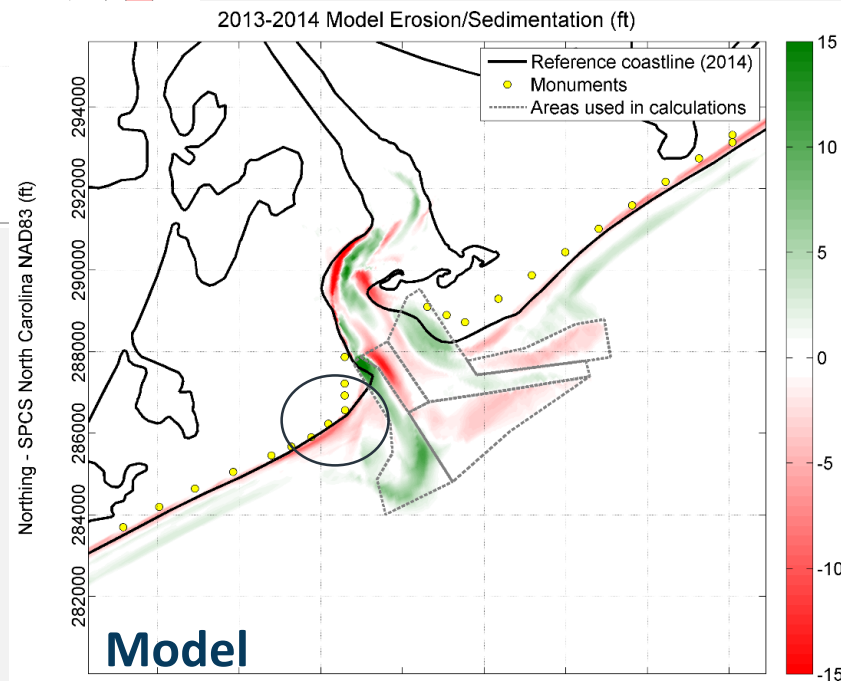 2013-2014 Model Erosion/Sedimentation (ft)
Reference coastline (2014)
Monuments
Areas used in calculations
Northing - SPCS North Carolina NAD83 (ft)
294000
292000
290000
288000
286000
284000
282000
15
10
5
0
-5
-10
-15
Model